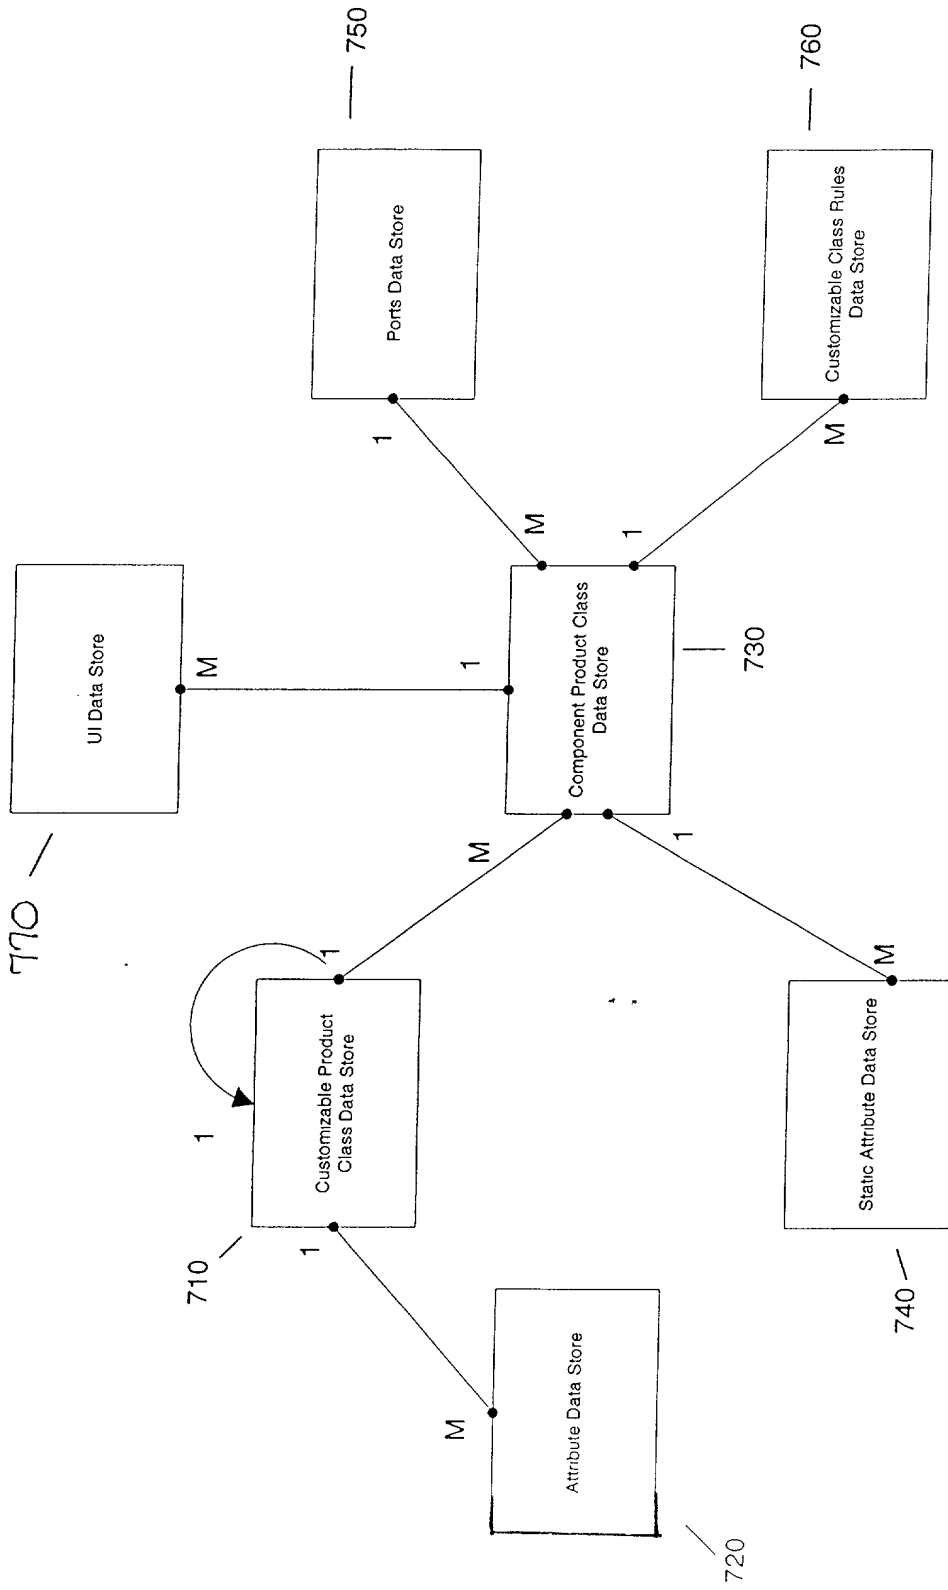 770
UI Data Store
M
1
750
Ports Data Store
1
M
760
Customizable Class Rules
Data Store
M
1
Component Product Class
Data Store
730
M
1
710
Customizable Product
Class Data Store
1
1
1
M
Attribute Data Store
720
M
Static Attribute Data Store
740